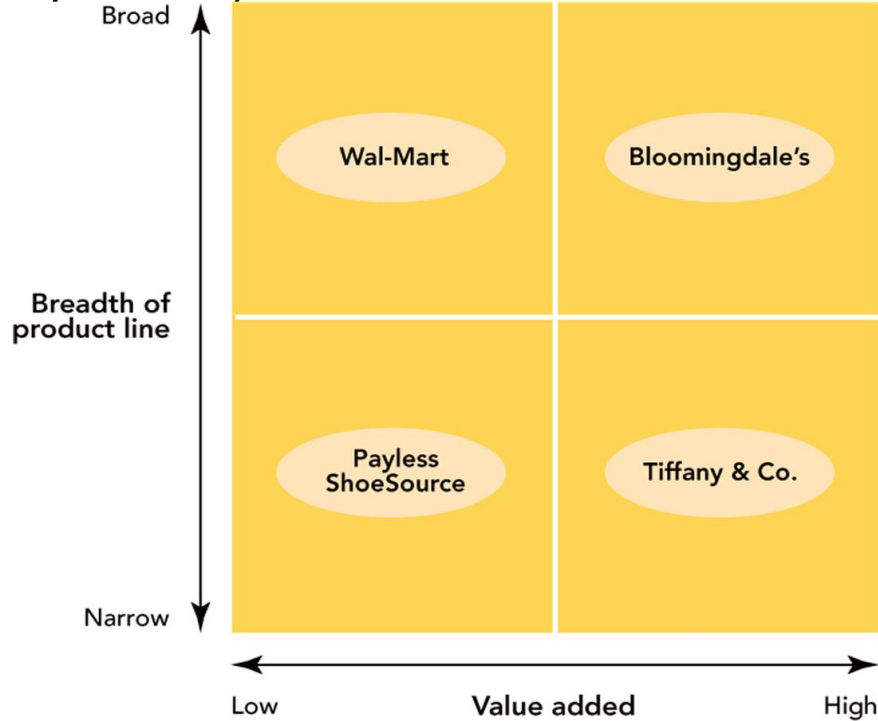 Broad
Wal-Mart
Bloomingdale's
Breadth of
product line
Payless
ShoeSource
Tiffany & Co.
Narrow
Low
Value added
High